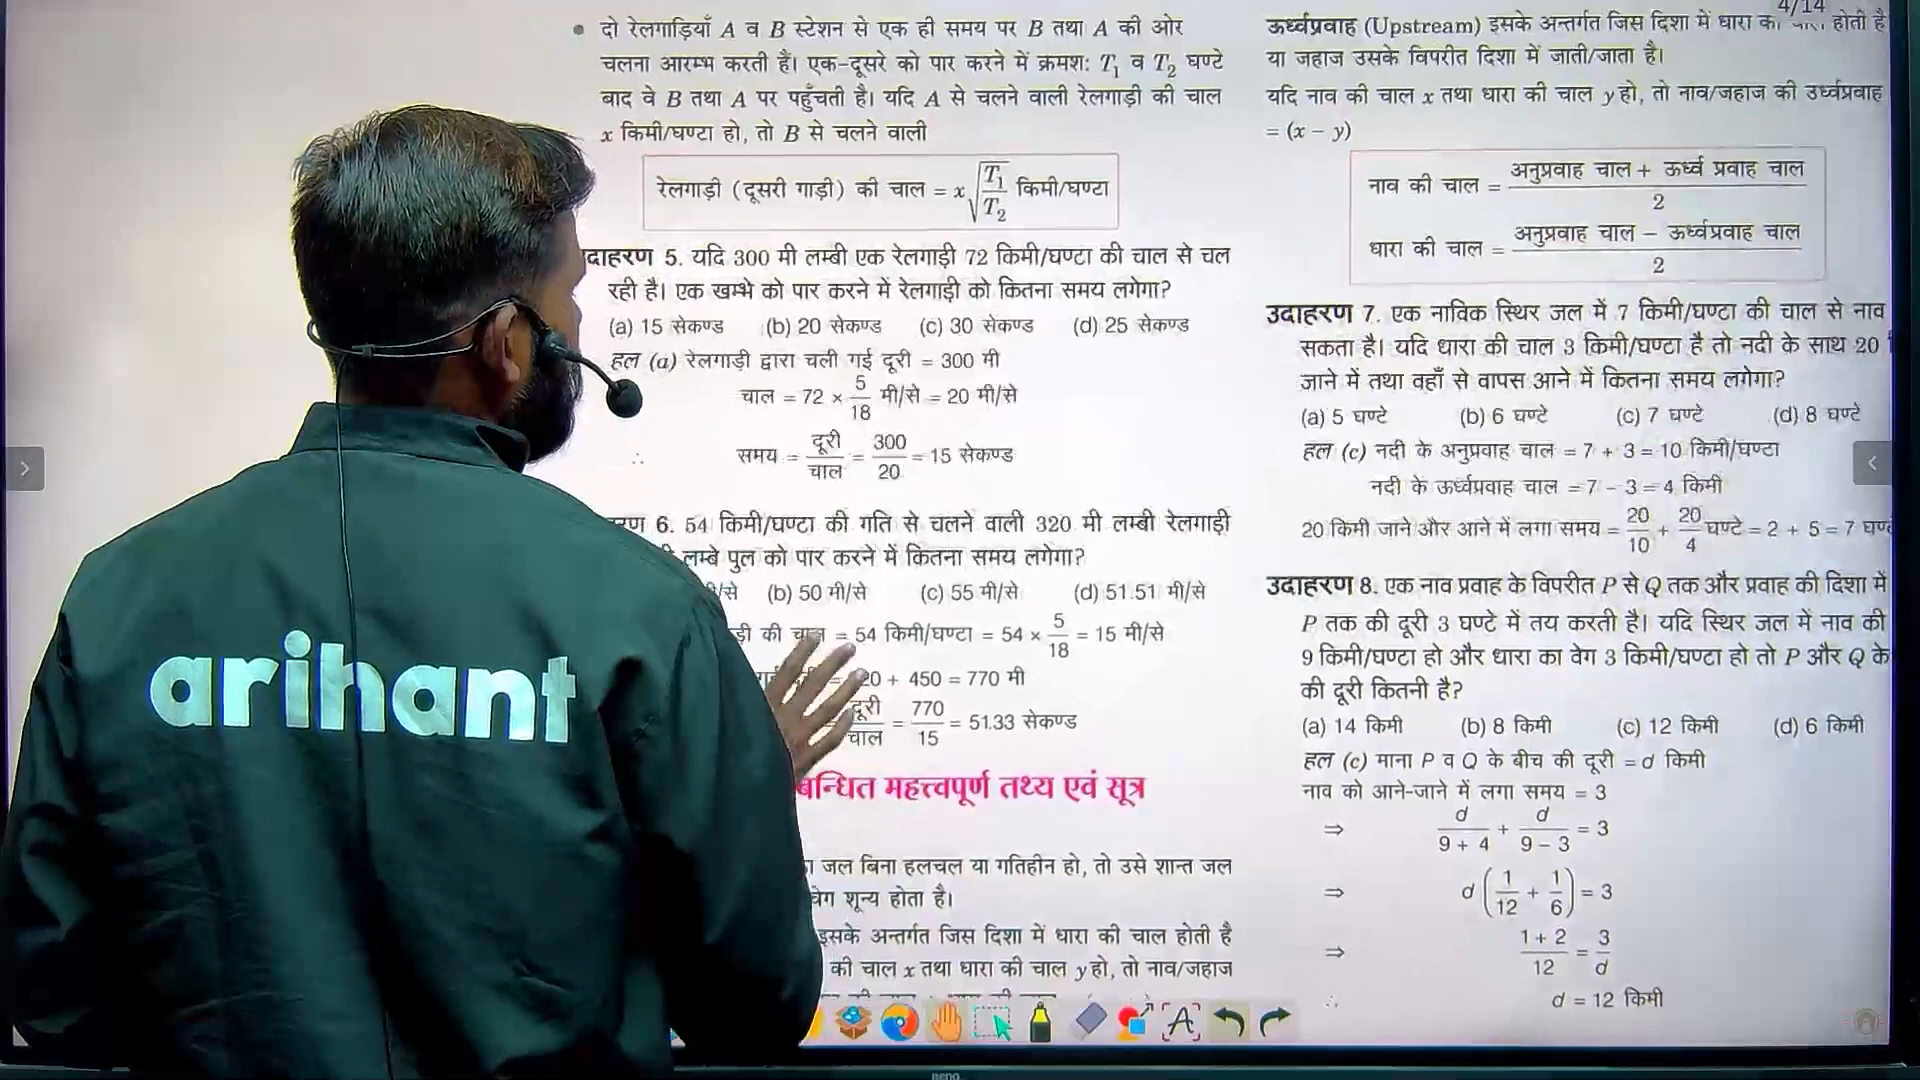 4/14
• दो रेलगाड़ियाँ A व B स्टेशन से एक ही समय पर B तथा A की ओर
चलना आरम्भ करती हैं। एक-दूसरे को पार करने में क्रमश: T₁ व T₂ घण्टे
बाद वे B तथा A पर पहुँचती है। यदि A से चलने वाली रेलगाड़ी की चाल
x किमी/घण्टा हो, तो B से चलने वाली
रेलगाड़ी (दूसरी गाड़ी) की चाल = x √(T₁/T₂) किमी/घण्टा
दाहरण 5. यदि 300 मी लम्बी एक रेलगाड़ी 72 किमी/घण्टा की चाल से चल
रही है। एक खम्भे को पार करने में रेलगाड़ी को कितना समय लगेगा?
(a) 15 सेकण्ड (b) 20 सेकण्ड (c) 30 सेकण्ड (d) 25 सेकण्ड
हल (a) रेलगाड़ी द्वारा चली गई दूरी = 300 मी
चाल = 72 × 5/18 मी/से = 20 मी/से
∴ समय = दूरी/चाल = 300/20 = 15 सेकण्ड
रण 6. 54 किमी/घण्टा की गति से चलने वाली 320 मी लम्बी रेलगाड़ी
लम्बे पुल को पार करने में कितना समय लगेगा?
/से (b) 50 मी/से (c) 55 मी/से (d) 51.51 मी/से
ड़ी की चाल = 54 किमी/घण्टा = 54 × 5/18 = 15 मी/से
20 + 450 = 770 मी
दूरी/चाल = 770/15 = 51.33 सेकण्ड
बन्धित महत्त्वपूर्ण तथ्य एवं सूत्र
जल बिना हलचल या गतिहीन हो, तो उसे शान्त जल
वेग शून्य होता है।
इसके अन्तर्गत जिस दिशा में धारा की चाल होती है
की चाल x तथा धारा की चाल y हो, तो नाव/जहाज
ऊर्ध्वप्रवाह (Upstream) इसके अन्तर्गत जिस दिशा में धारा की होती है
या जहाज उसके विपरीत दिशा में जाती/जाता है।
यदि नाव की चाल x तथा धारा की चाल y हो, तो नाव/जहाज की उर्ध्वप्रवाह
= (x − y)
नाव की चाल = अनुप्रवाह चाल + ऊर्ध्व प्रवाह चाल/2
धारा की चाल = अनुप्रवाह चाल − ऊर्ध्वप्रवाह चाल/2
उदाहरण 7. एक नाविक स्थिर जल में 7 किमी/घण्टा की चाल से नाव
सकता है। यदि धारा की चाल 3 किमी/घण्टा है तो नदी के साथ 20
जाने में तथा वहाँ से वापस आने में कितना समय लगेगा?
(a) 5 घण्टे (b) 6 घण्टे (c) 7 घण्टे (d) 8 घण्टे
हल (c) नदी के अनुप्रवाह चाल = 7 + 3 = 10 किमी/घण्टा
नदी के ऊर्ध्वप्रवाह चाल = 7 − 3 = 4 किमी
20 किमी जाने और आने में लगा समय = 20/10 + 20/4 घण्टे = 2 + 5 = 7 घण्टे
उदाहरण 8. एक नाव प्रवाह के विपरीत P से Q तक और प्रवाह की दिशा में
P तक की दूरी 3 घण्टे में तय करती है। यदि स्थिर जल में नाव की
9 किमी/घण्टा हो और धारा का वेग 3 किमी/घण्टा हो तो P और Q के
की दूरी कितनी है?
(a) 14 किमी (b) 8 किमी (c) 12 किमी (d) 6 किमी
हल (c) माना P व Q के बीच की दूरी = d किमी
नाव को आने-जाने में लगा समय = 3
⇒ d/(9 + 4) + d/(9 − 3) = 3
⇒ d (1/12 + 1/6) = 3
⇒ (1 + 2)/12 = 3/d
∴ d = 12 किमी
arihant
benq